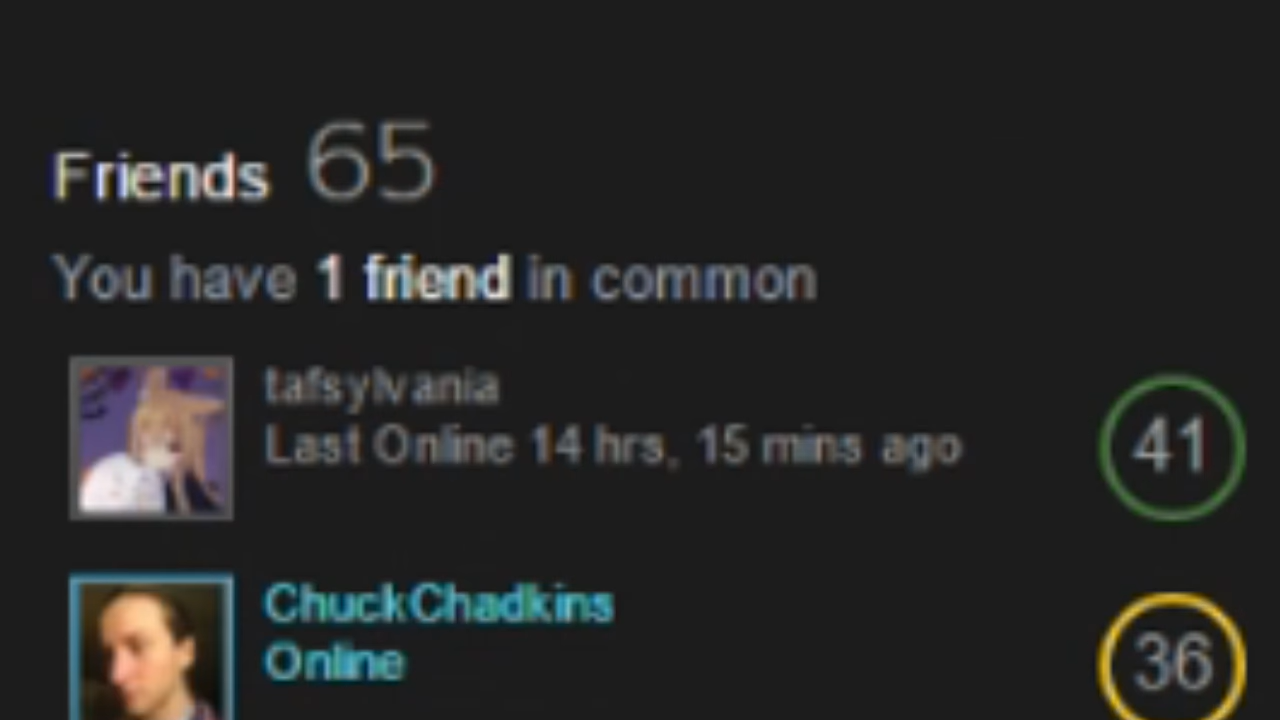 Friends 65
You have 1 friend in common
tafsylvania
Last Online 14 hrs, 15 mins ago
41
ChuckChadkins
Online
36